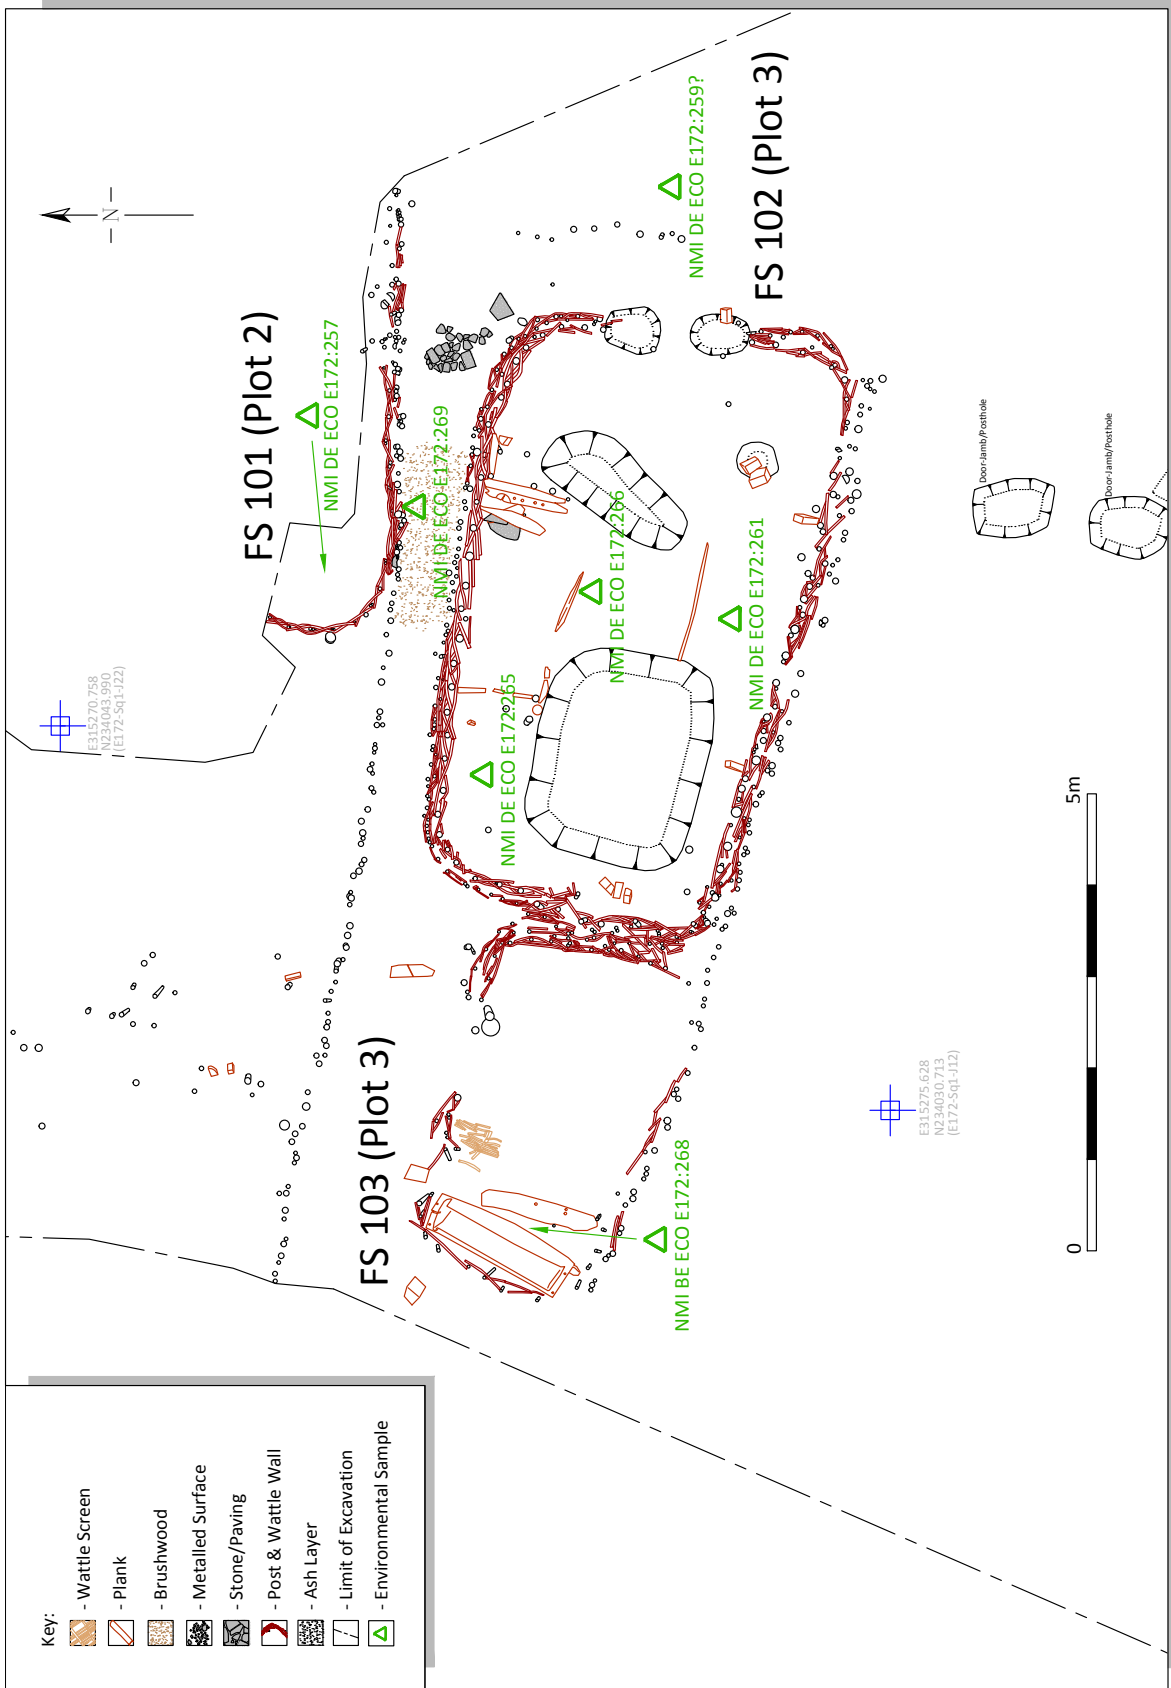 Key:
- Wattle Screen
- Plank
- Brushwood
- Metalled Surface
- Stone/Paving
- Post & Wattle Wall
- Ash Layer
- Limit of Excavation
- Environmental Sample
N
E315270.758
N234043.990
(E172-Sq1-J22)
FS 101 (Plot 2)
NMI DE ECO E172:257
NMI DE ECO E172:269
FS 103 (Plot 3)
NMI DE ECO E172:265
NMI DE ECO E172:266
NMI BE ECO E172:268
NMI DE ECO E172:259?
NMI DE ECO E172:261
FS 102 (Plot 3)
E315275.628
N234030.713
(E172-Sq1-J12)
Door-Jamb/Posthole
Door-Jamb/Posthole
0
5m